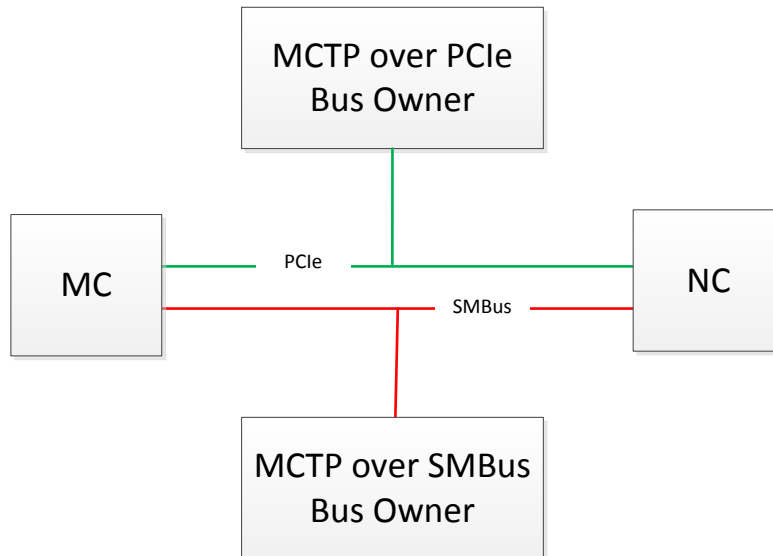 MCTP over PCIe
Bus Owner
MC
PCIe
NC
SMBus
MCTP over SMBus
Bus Owner